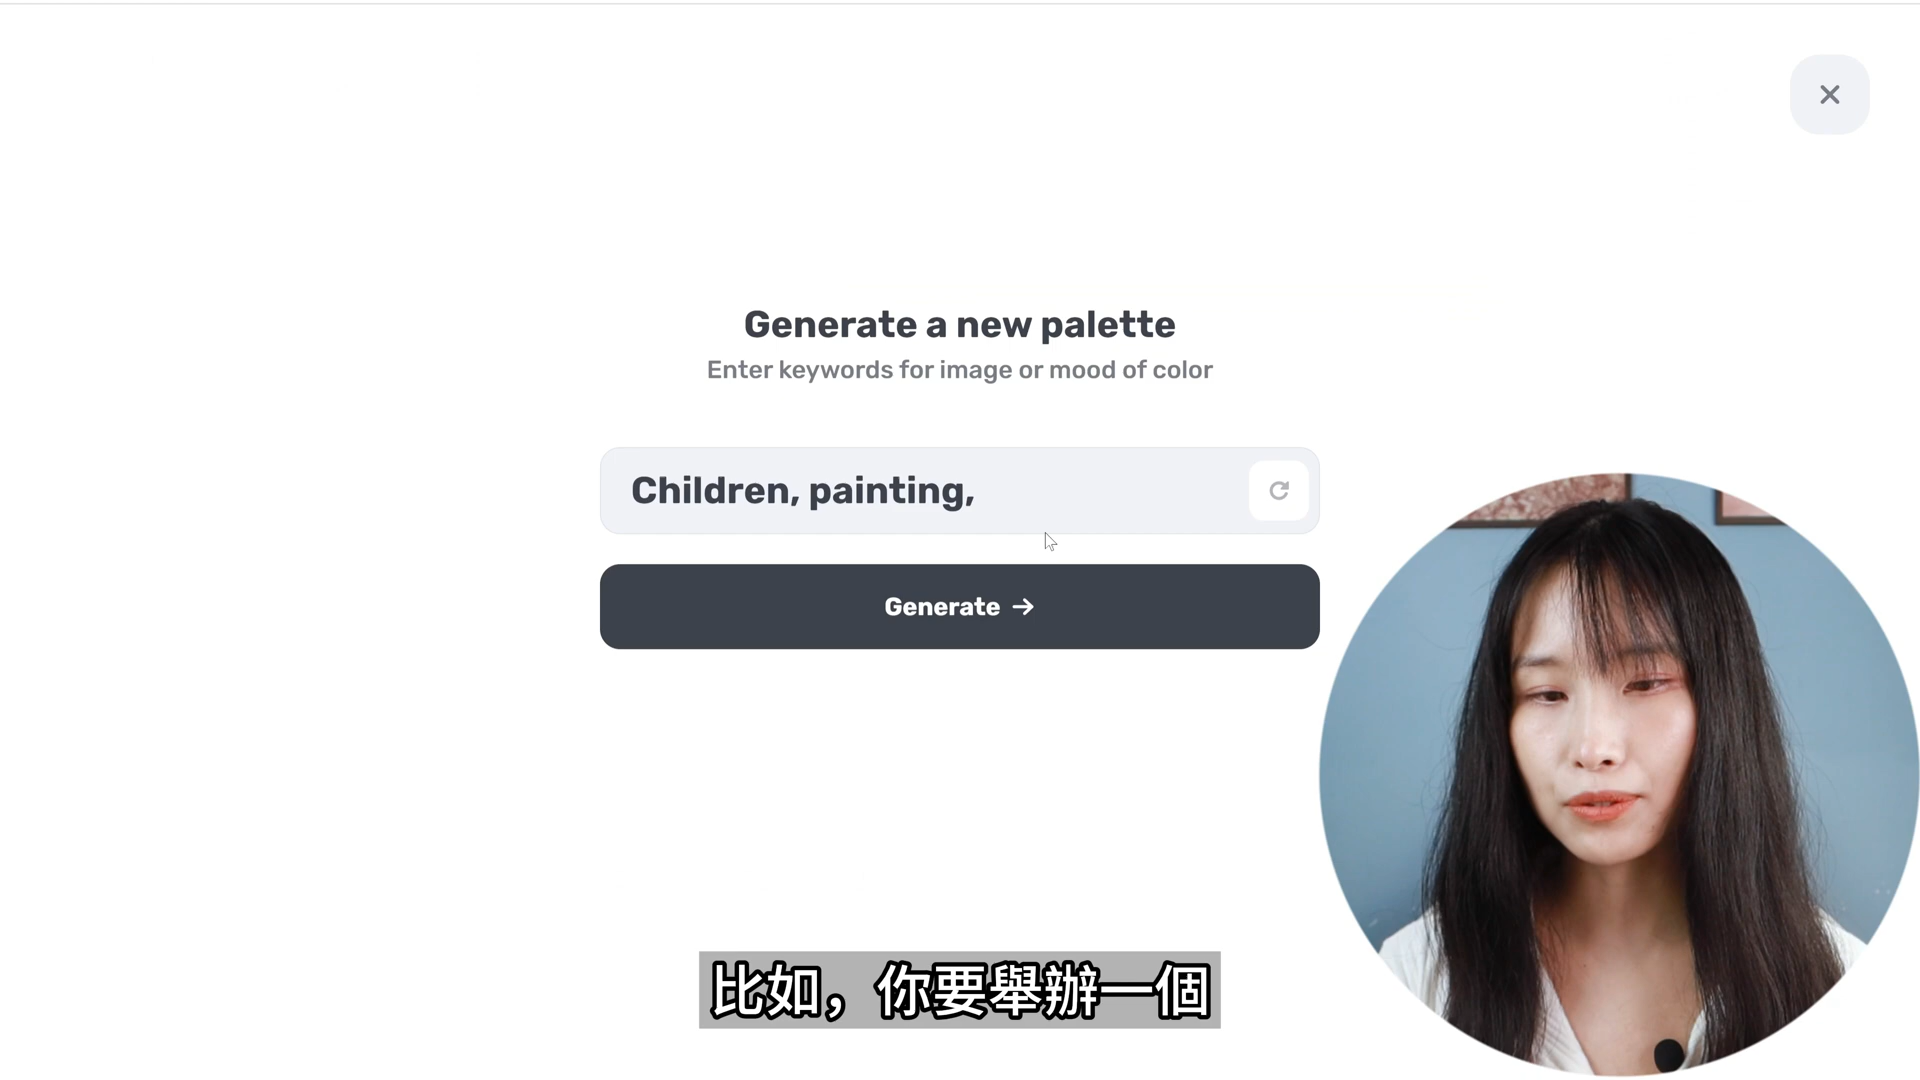 Generate a new palette
Enter keywords for image or mood of color
Children, painting,
Generate →
比如，你要舉辦一個